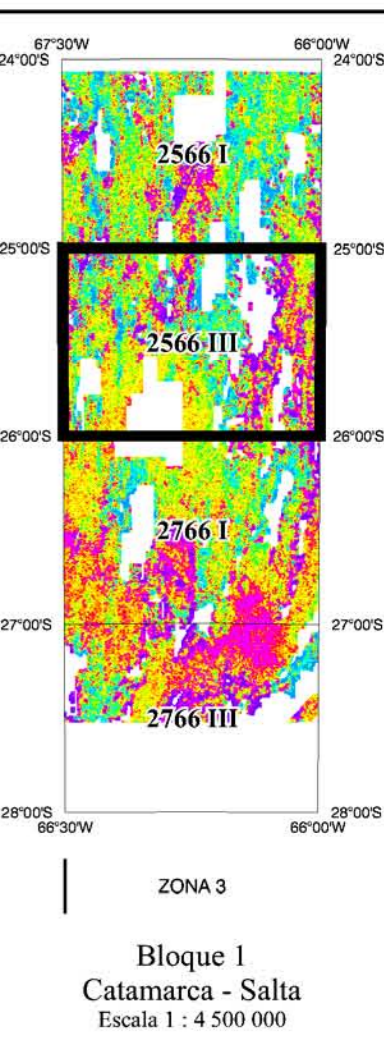 67°30'W 66°00'W
24°00'S 24°00'S
2566 I
25°00'S 25°00'S
2566 III
26°00'S 26°00'S
2766 I
27°00'S 27°00'S
2766 III
28°00'S 28°00'S
66°30'W 66°00'W
ZONA 3
Bloque 1
Catamarca - Salta
Escala 1 : 4 500 000